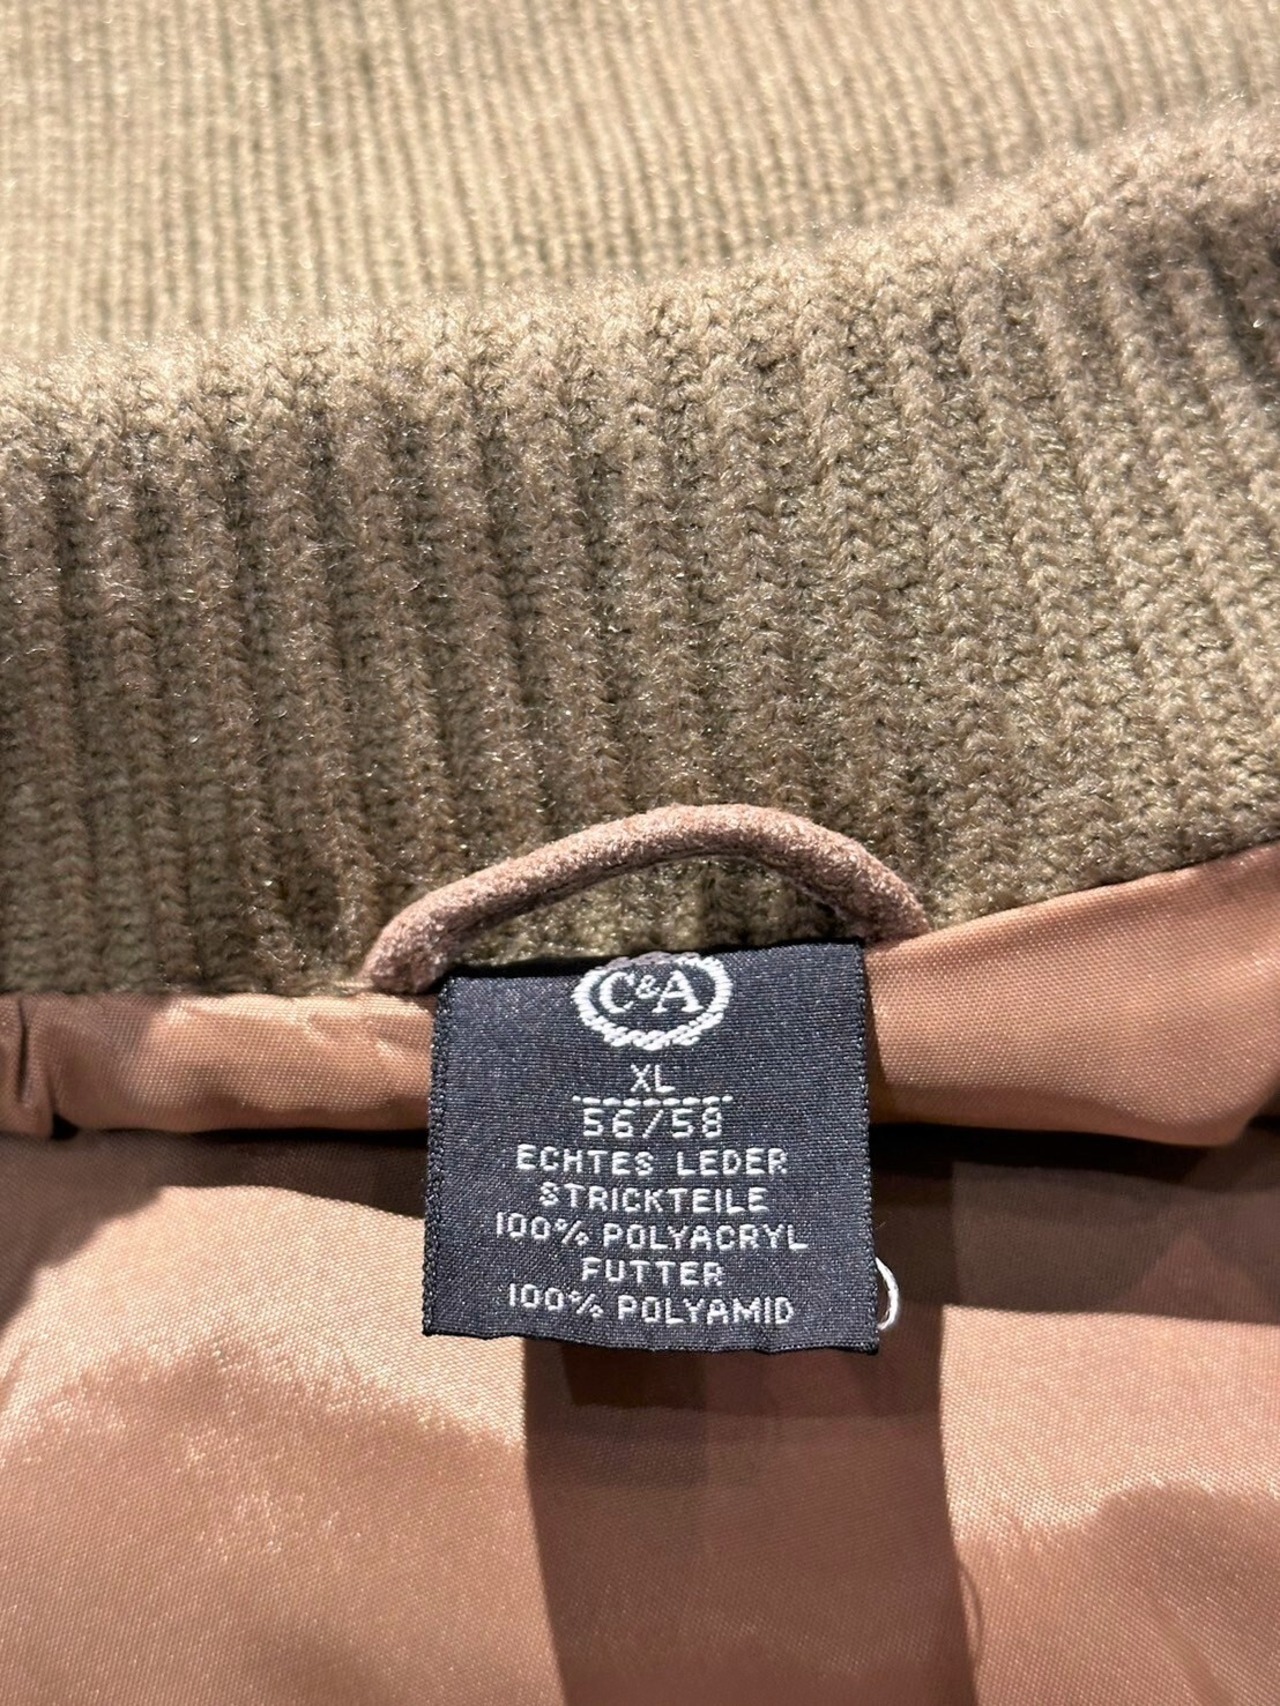 C&A
XL
56/58
ECHTES LEDER
STRICKTEILE
100% POLYACRYL
FUTTER
100% POLYAMID